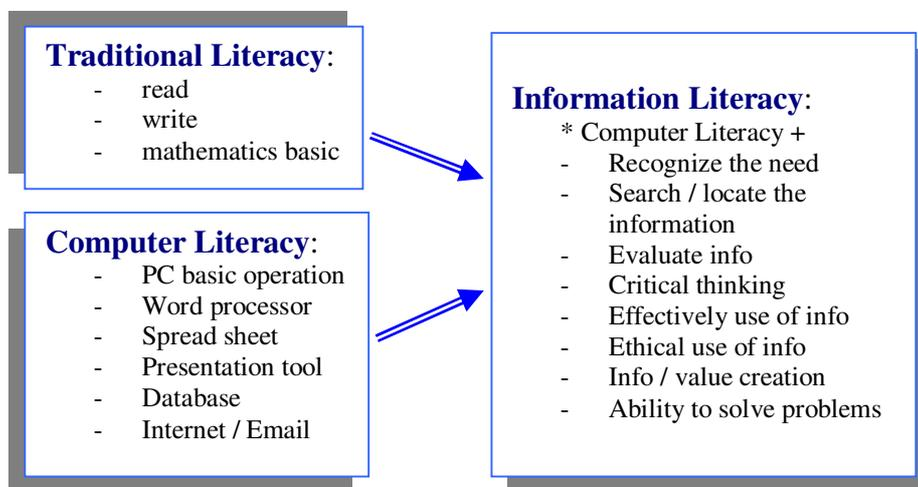 Traditional Literacy:
- read
- write
- mathematics basic
Computer Literacy:
- PC basic operation
- Word processor
- Spread sheet
- Presentation tool
- Database
- Internet / Email
Information Literacy:
* Computer Literacy +
- Recognize the need
- Search / locate the
information
- Evaluate info
- Critical thinking
- Effectively use of info
- Ethical use of info
- Info / value creation
- Ability to solve problems